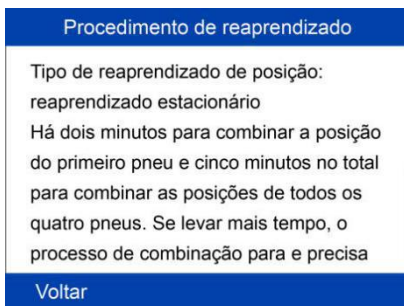 Procedimento de reaprendizado
Tipo de reaprendizado de posição:
reaprendizado estacionário
Há dois minutos para combinar a posição
do primeiro pneu e cinco minutos no total
para combinar as posições de todos os
quatro pneus. Se levar mais tempo, o
processo de combinação para e precisa
Voltar